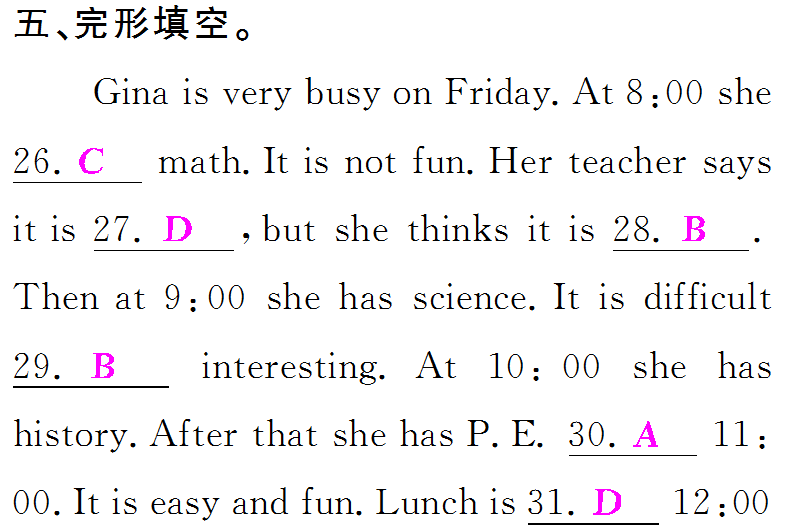 五、完形填空。
Gina is very busy on Friday. At 8:00 she
26. C math. It is not fun. Her teacher says
it is 27. D , but she thinks it is 28. B .
Then at 9:00 she has science. It is difficult
29. B interesting. At 10: 00 she has
history. After that she has P. E. 30. A 11:
00. It is easy and fun. Lunch is 31. D 12:00